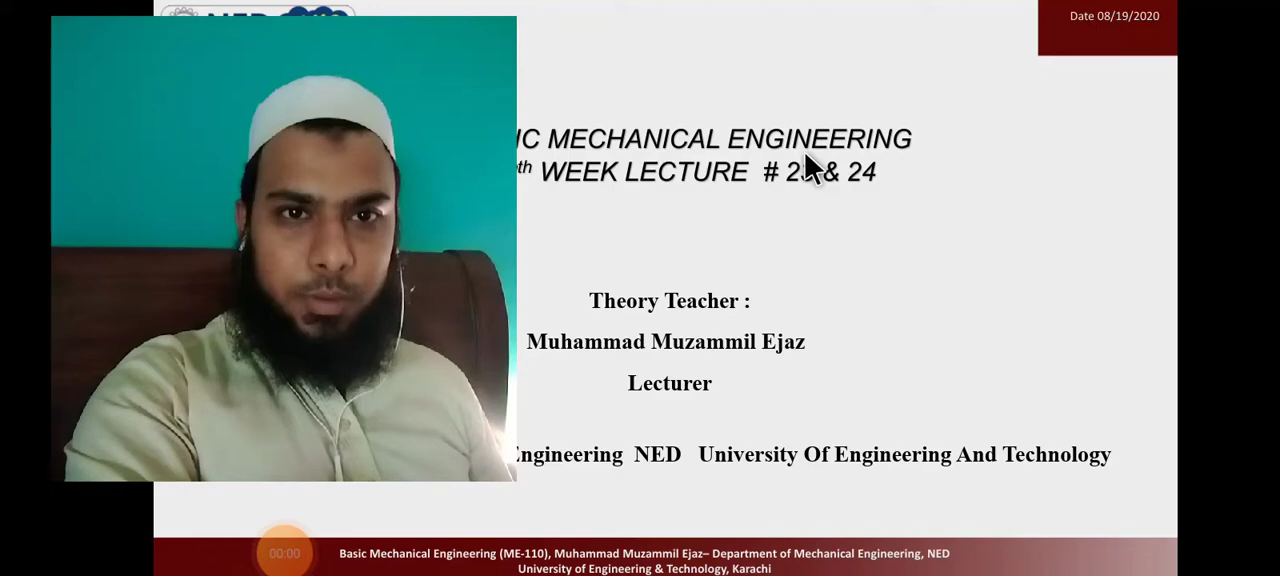 NED
Date 08/19/2020
MECHANICAL ENGINEERING
th WEEK LECTURE # & 24
Theory Teacher :
Muhammad Muzammil Ejaz
Lecturer
Engineering NED University Of Engineering And Technology
00:00
Basic Mechanical Engineering (ME-110), Muhammad Muzammil Ejaz– Department of Mechanical Engineering, NED
University of Engineering & Technology, Karachi